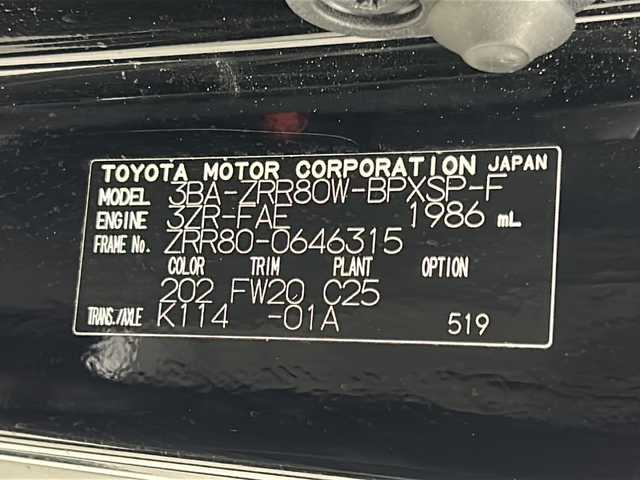 TOYOTA MOTOR CORPORATION JAPAN
MODEL 3BA-ZRR80W-BPXSP-F
ENGINE 3ZR-FAE 1986 mL
FRAME No. ZRR80-0646315
COLOR TRIM PLANT OPTION
202 FW20 C25
TRANS./AXLE K114 -01A 519